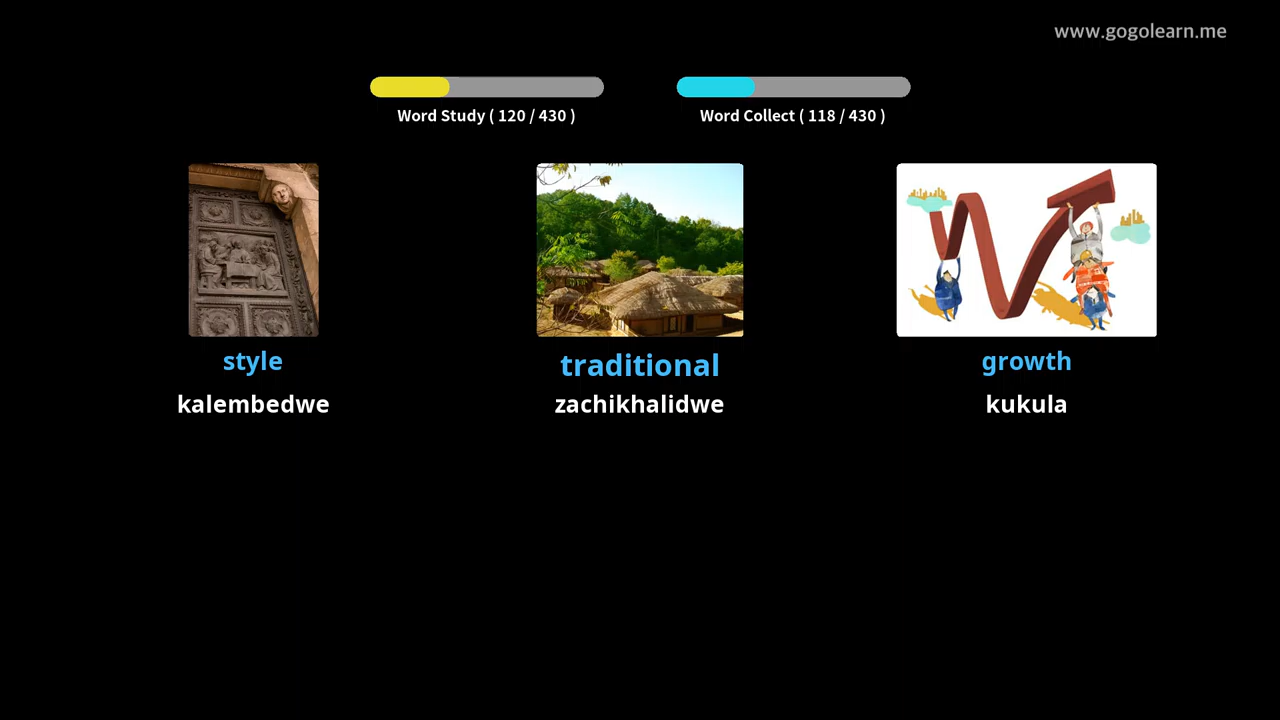 www.gogolearn.me
Word Study ( 120 / 430 )
Word Collect ( 118 / 430 )
style
traditional
growth
kalembedwe
zachikhalidwe
kukula